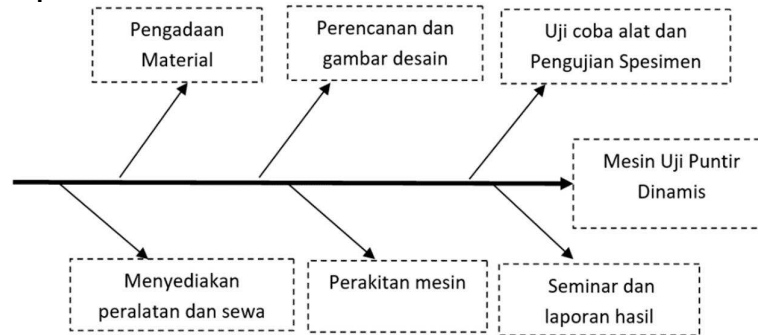 Pengadaan
Material
Perencanan dan
gambar desain
Uji coba alat dan
Pengujian Spesimen
Mesin Uji Puntir
Dinamis
Menyediakan
peralatan dan sewa
Perakitan mesin
Seminar dan
laporan hasil